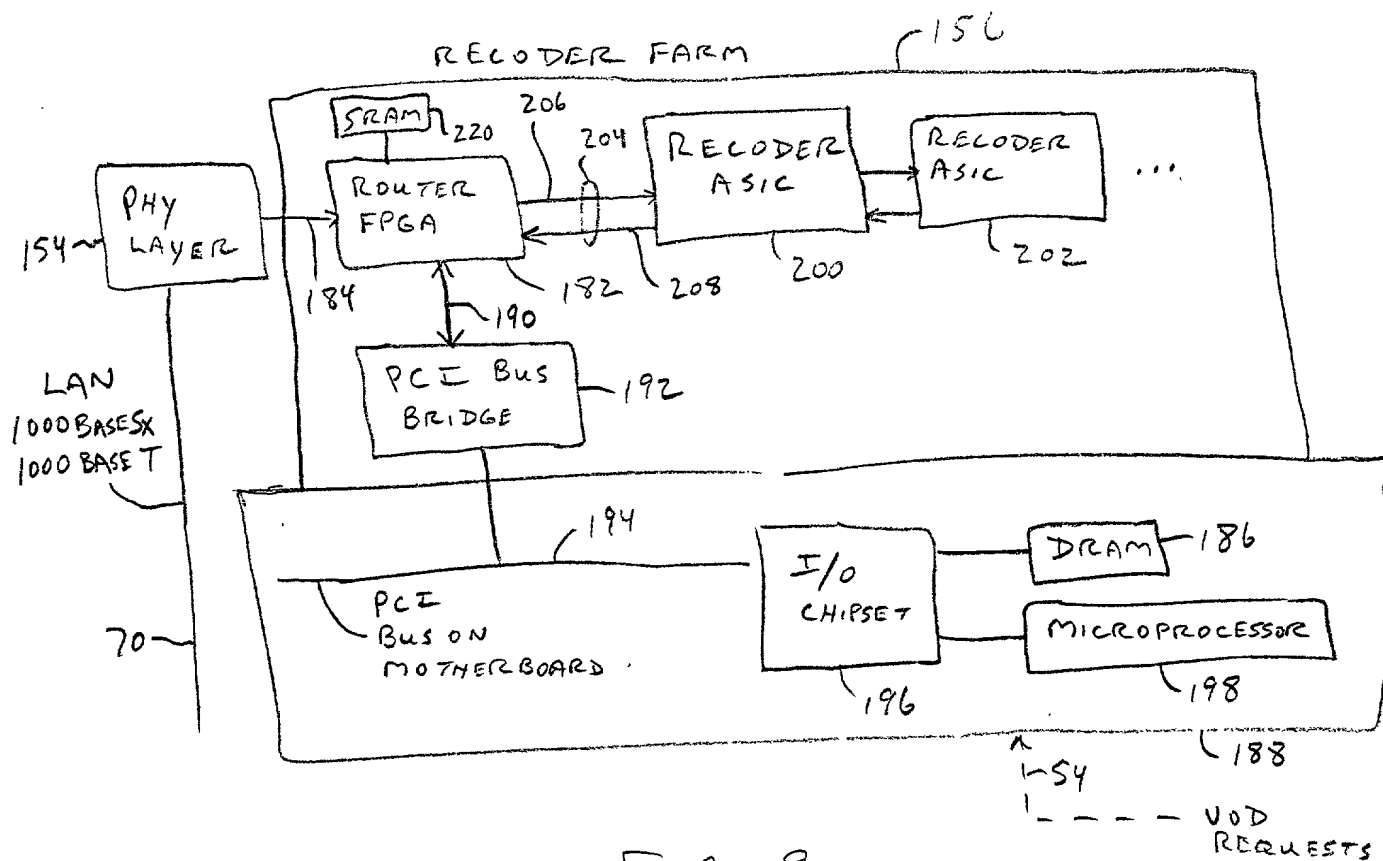 RECODER FARM
156
SRAM
220
206
204
PHY
LAYER
154
184
ROUTER
FPGA
182
208
RECODER
ASIC
200
RECODER
ASIC
202
...
190
PCI BUS
BRIDGE
192
LAN
1000BASESX
1000 BASE T
70
194
PCI
BUS ON
MOTHERBOARD
I/O
CHIPSET
196
DRAM
186
MICROPROCESSOR
198
188
54
VOD
REQUESTS